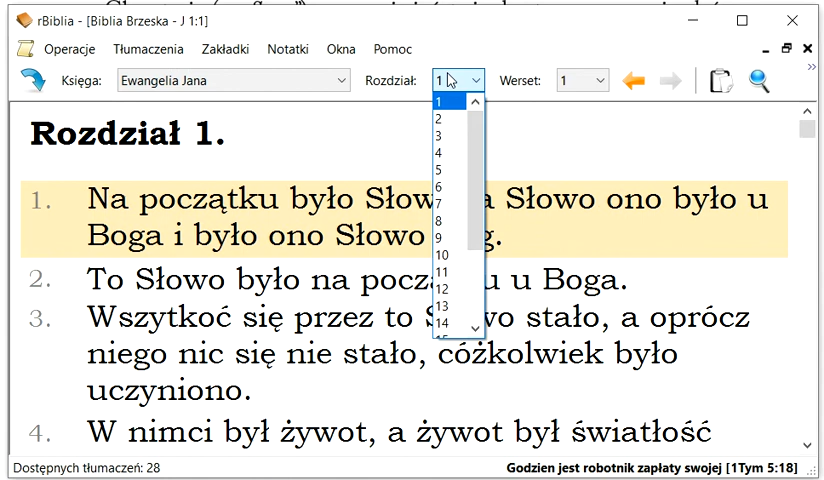 rBiblia - [Biblia Brzeska - J 1:1]
Operacje Tłumaczenia Zakładki Notatki Okna Pomoc
Księga: Ewangelia Jana Rozdział: 1 Werset: 1
1
2
3
4
5
6
7
8
9
10
11
12
13
14
Rozdział 1.
1. Na początku było Słow a Słowo ono było u
Boga i było ono Słowo g.
2. To Słowo było na pocz u u Boga.
3. Wszytkoć się przez to S wo stało, a oprócz
niego nic się nie stało, cóżkolwiek było
uczyniono.
4. W nimci był żywot, a żywot był światłość
Dostępnych tłumaczeń: 28 Godzien jest robotnik zapłaty swojej [1Tym 5:18]